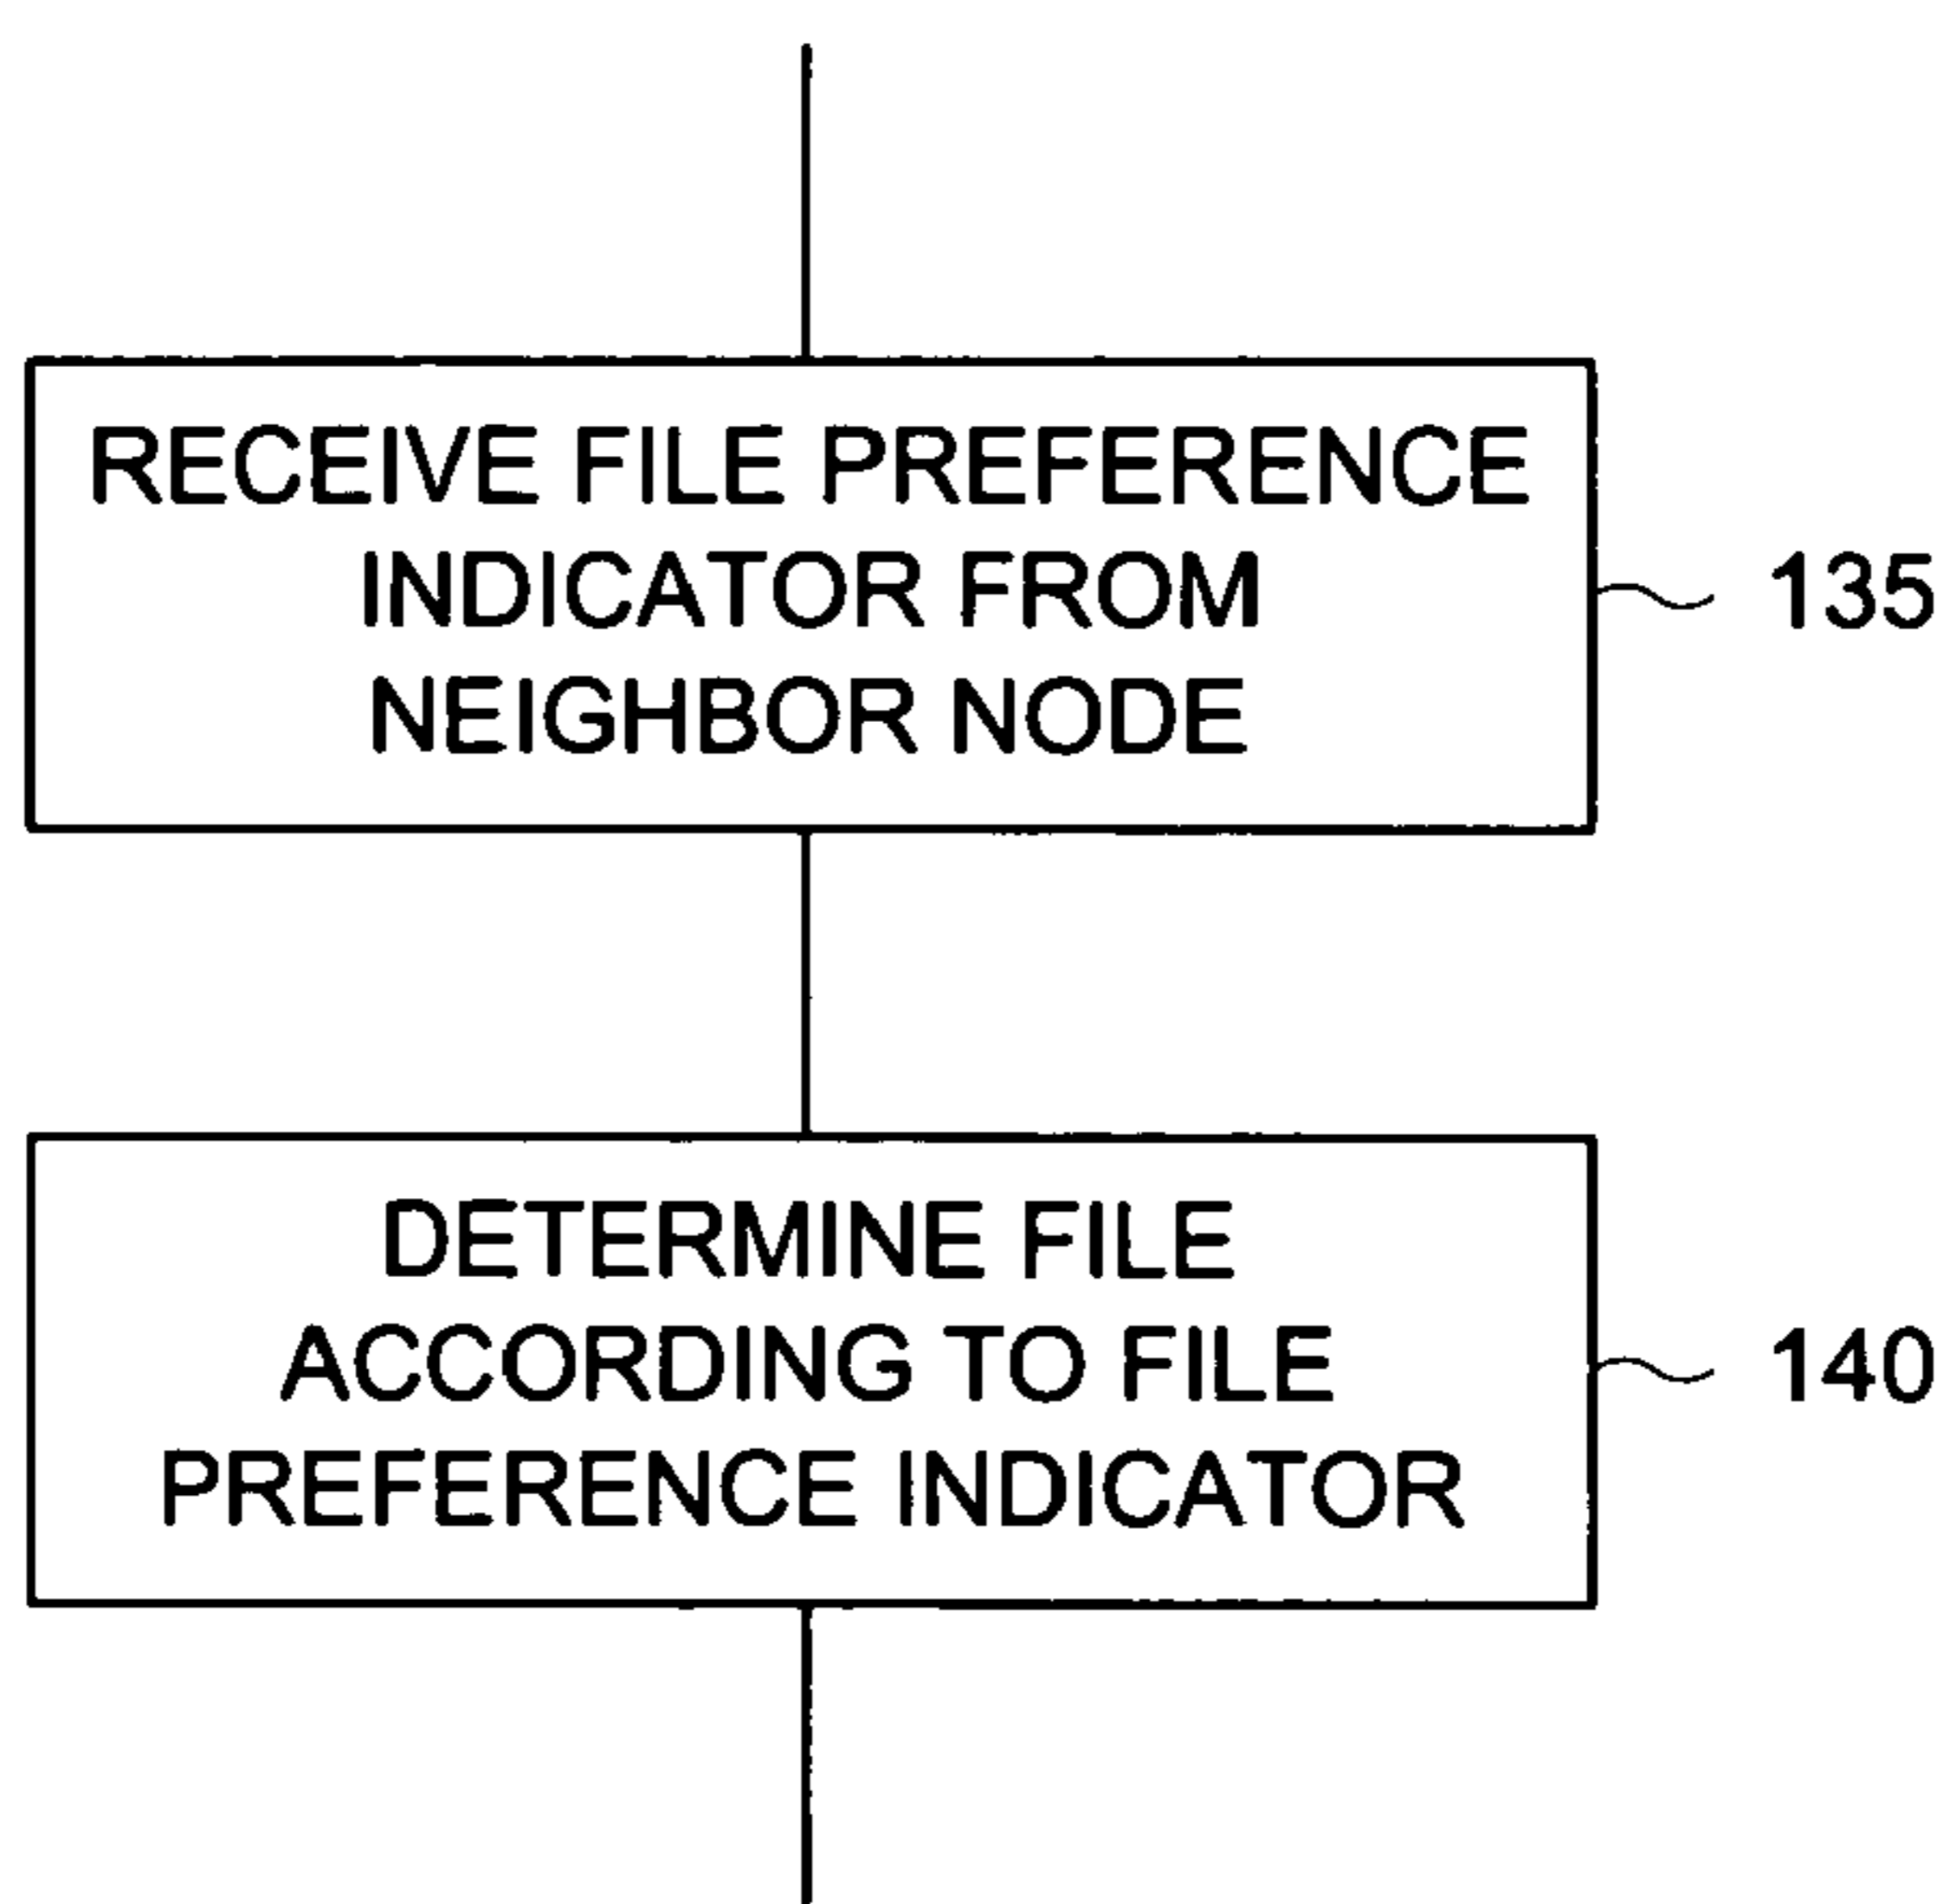 RECEIVE FILE PREFERENCE
INDICATOR FROM
NEIGHBOR NODE
135
DETERMINE FILE
ACCORDING TO FILE
PREFERENCE INDICATOR
140